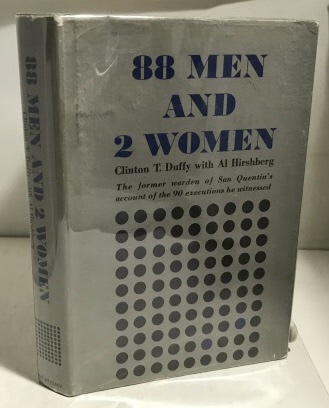 88 MEN
AND
2 WOMEN
Clinton T. Duffy with Al Hirshberg
The former warden of San Quentin's
account of the 90 executions he witnessed
88 MEN AND 2 WOMEN